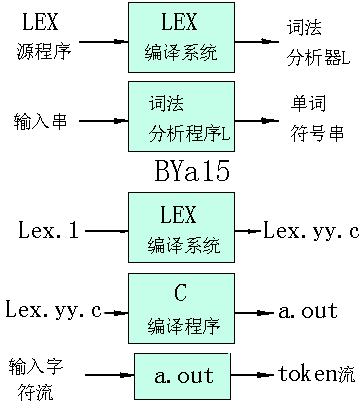 LEX
源程序
LEX
编译系统
词法
分析器L
输入串
词法
分析程序L
单词
符号串
BYa15
Lex.1
LEX
编译系统
Lex.yy.c
Lex.yy.c
C
编译程序
a.out
输入字
符流
a.out
token流